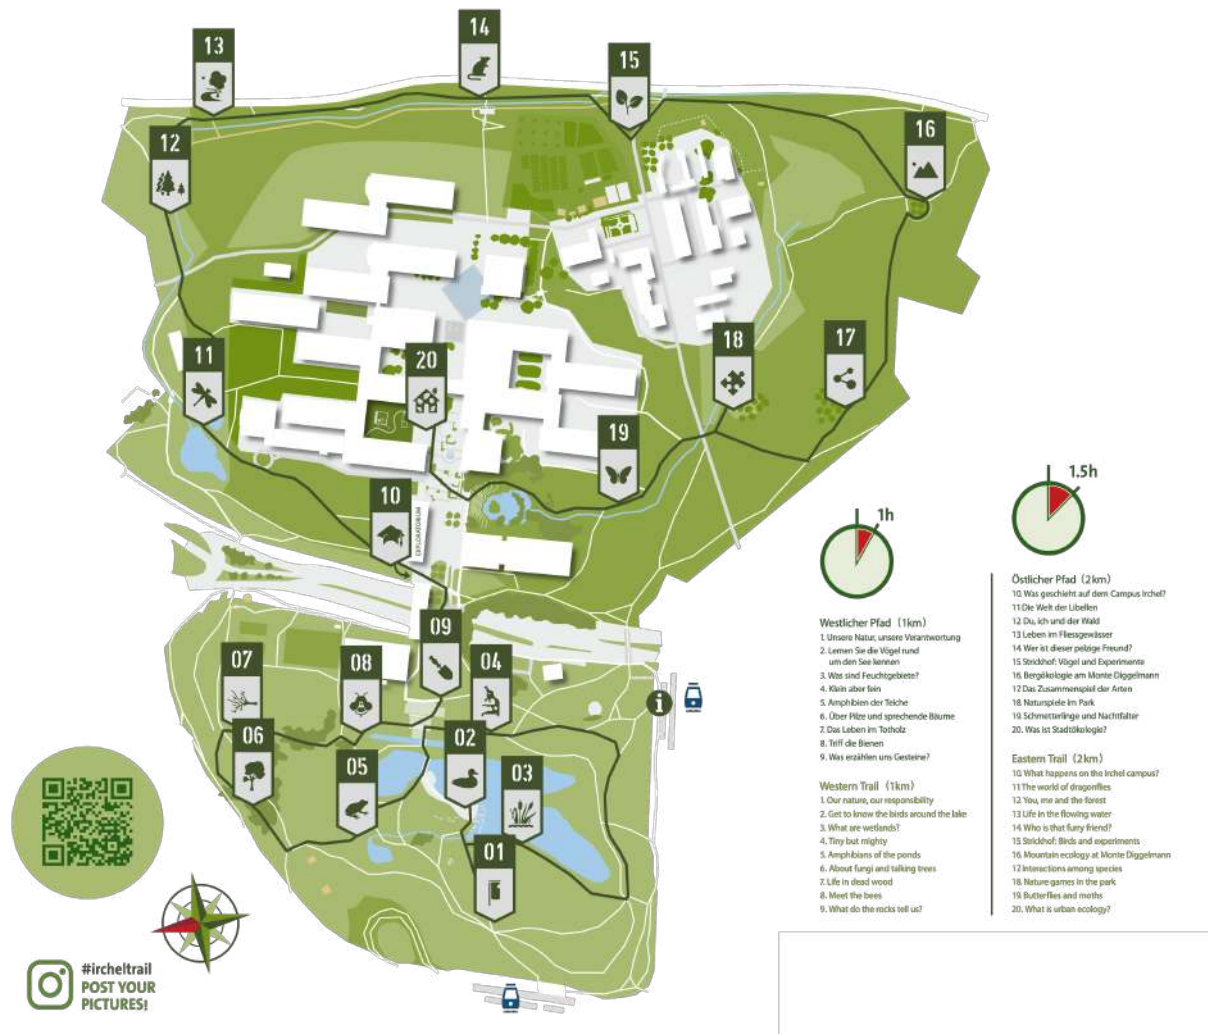 14
13
15
12
16
18
17
11
20
19
10
EXPLORATORIUM
09
07
08
04
06
02
05
03
01
i
#ircheltrail
POST YOUR
PICTURES!
1h
Westlicher Pfad (1km)
1. Unsere Natur, unsere Verantwortung
2. Lernen Sie die Vögel rund
um den See kennen
3. Was sind Feuchtgebiete?
4. Klein aber fein
5. Amphibien der Teiche
6. Über Pilze und sprechende Bäume
7. Das Leben im Totholz
8. Triff die Bienen
9. Was erzählen uns Gesteine?
Western Trail (1km)
1. Our nature, our responsibility
2. Get to know the birds around the lake
3. What are wetlands?
4. Tiny but mighty
5. Amphibians of the ponds
6. About fungi and talking trees
7. Life in dead wood
8. Meet the bees
9. What do the rocks tell us?
1.5h
Östlicher Pfad (2km)
10. Was geschieht auf dem Campus Irchel?
11 Die Welt der Libellen
12 Du, ich und der Wald
13 Leben im Fliessgewässer
14 Wer ist dieser pelzige Freund?
15 Strickhof: Vögel und Experimente
16 Bergökologie am Monte Diggelmann
17 Das Zusammenspiel der Arten
18. Naturspiele im Park
19. Schmetterlinge und Nachtfalter
20. Was ist Stadtökologie?
Eastern Trail (2km)
10. What happens on the Irchel campus?
11 The world of dragonflies
12 You, me and the forest
13 Life in the flowing water
14 Who is that furry friend?
15 Strickhof: Birds and experiments
16. Mountain ecology at Monte Diggelmann
17 Interactions among species
18. Nature games in the park
19. Butterflies and moths
20. What is urban ecology?